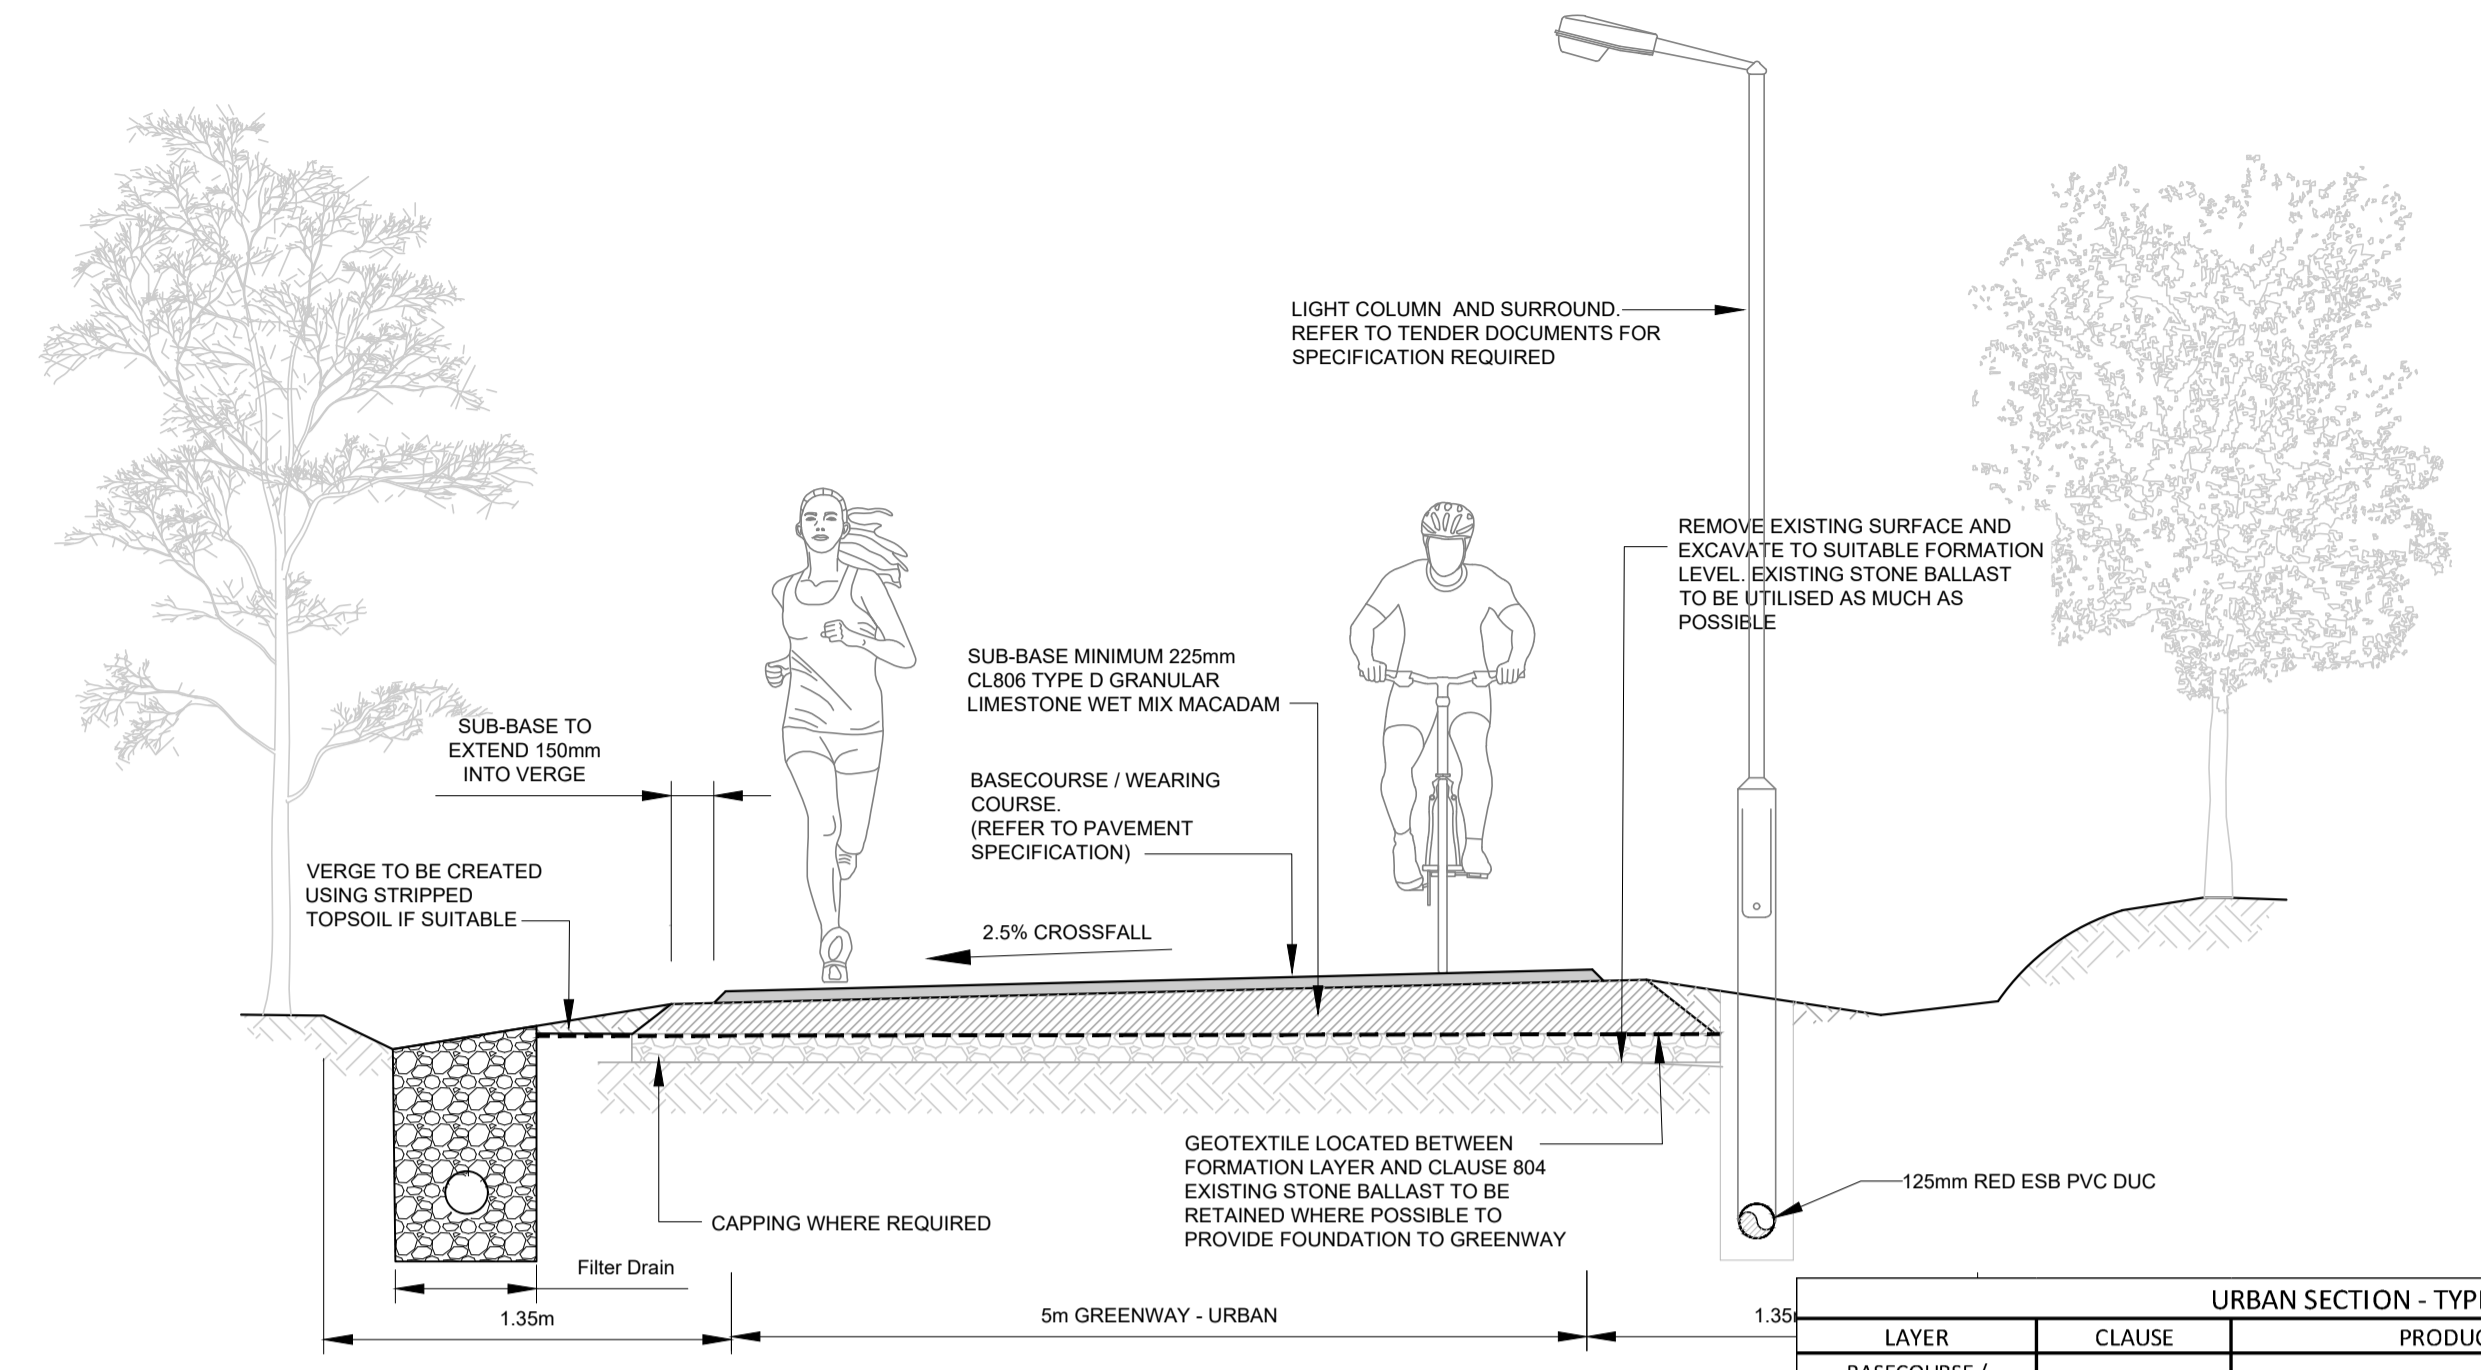 LIGHT COLUMN AND SURROUND.
REFER TO TENDER DOCUMENTS FOR
SPECIFICATION REQUIRED
REMOVE EXISTING SURFACE AND
EXCAVATE TO SUITABLE FORMATION
LEVEL. EXISTING STONE BALLAST
TO BE UTILISED AS MUCH AS
POSSIBLE
SUB-BASE MINIMUM 225mm
CL806 TYPE D GRANULAR
LIMESTONE WET MIX MACADAM
SUB-BASE TO
EXTEND 150mm
INTO VERGE
BASECOURSE / WEARING
COURSE.
(REFER TO PAVEMENT
SPECIFICATION)
VERGE TO BE CREATED
USING STRIPPED
TOPSOIL IF SUITABLE
2.5% CROSSFALL
GEOTEXTILE LOCATED BETWEEN
FORMATION LAYER AND CLAUSE 804
EXISTING STONE BALLAST TO BE
RETAINED WHERE POSSIBLE TO
PROVIDE FOUNDATION TO GREENWAY
125mm RED ESB PVC DUC
CAPPING WHERE REQUIRED
Filter Drain
1.35m
5m GREENWAY - URBAN
1.35
URBAN SECTION - TYP
LAYER CLAUSE PRODUC
BASECOURSE /